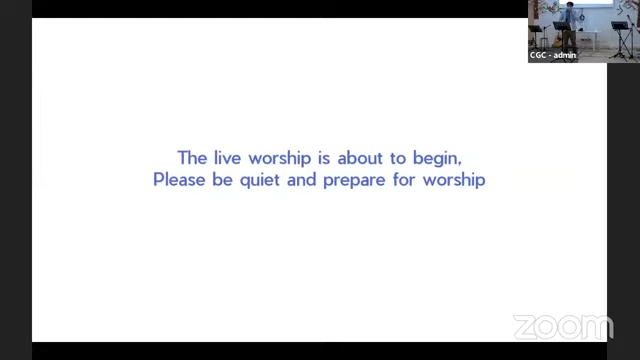 CGC - admin
The live worship is about to begin,
Please be quiet and prepare for worship
zoom